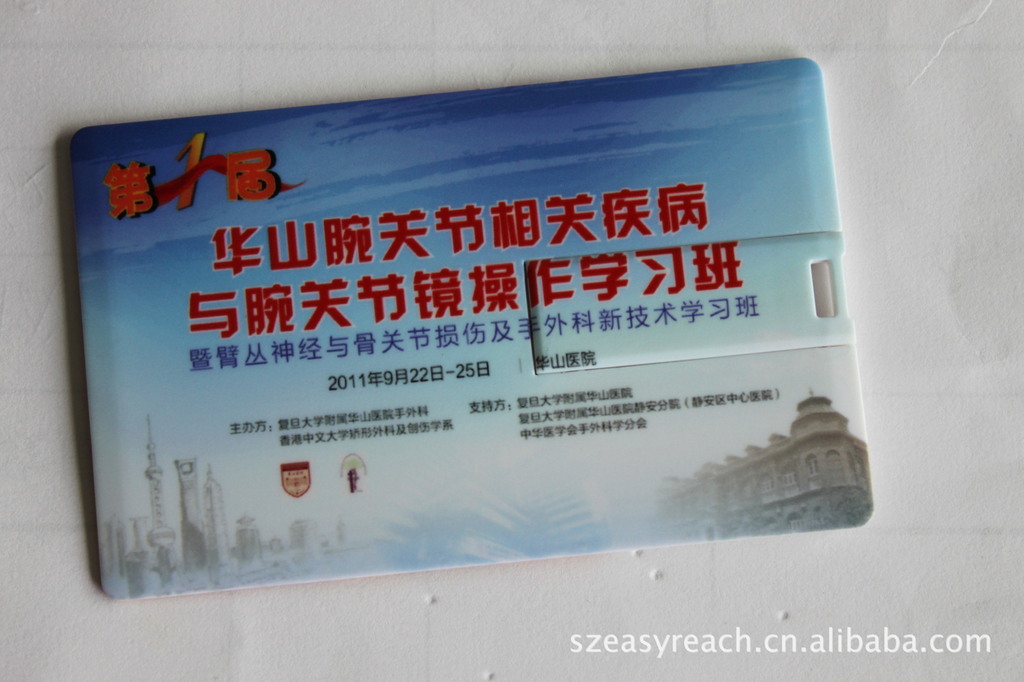 第1届
华山腕关节相关疾病
与腕关节镜操作学习班
暨臂丛神经与骨关节损伤及手外科新技术学习班
2011年9月22日-25日 | 华山医院
主办方：复旦大学附属华山医院手外科
香港中文大学矫形外科及创伤学系
支持方：复旦大学附属华山医院
复旦大学附属华山医院静安分院（静安区中心医院）
中华医学会手外科学分会
szeasyreach.cn.alibaba.com